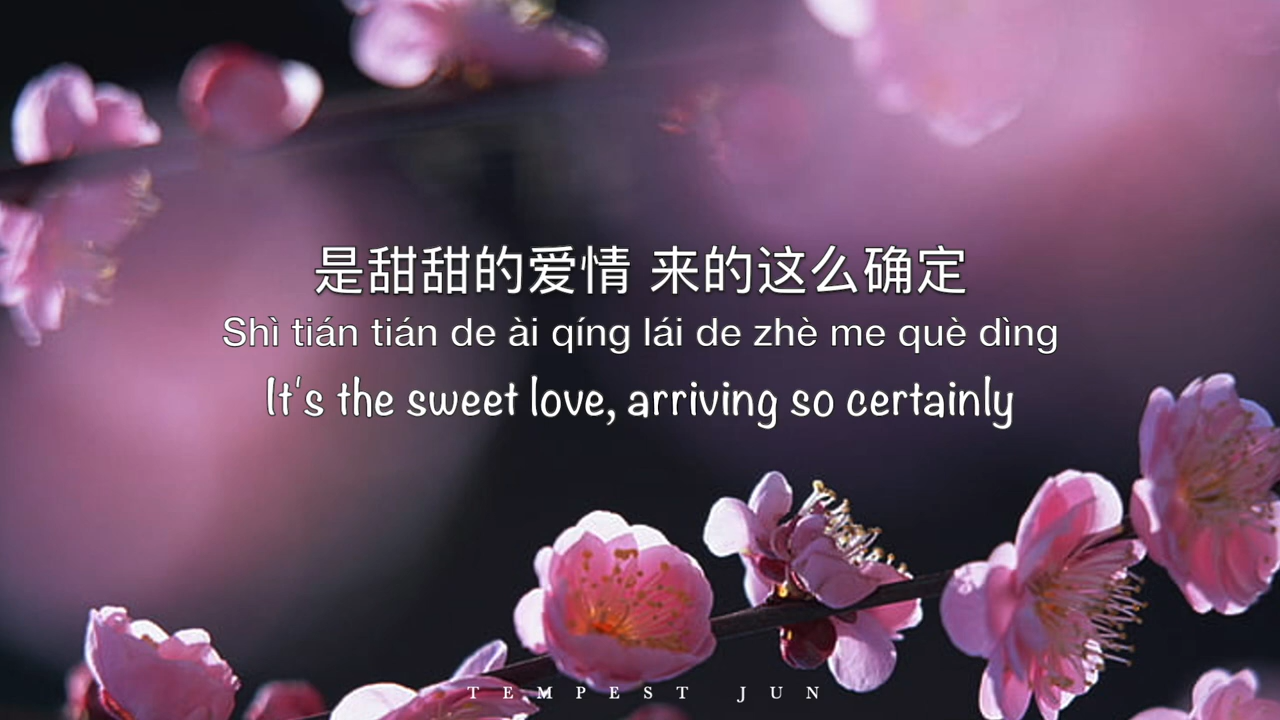 是甜甜的爱情 来的这么确定
Shì tián tián de ài qíng lái de zhè me què dìng
It's the sweet love, arriving so certainly
TEMPEST JUN